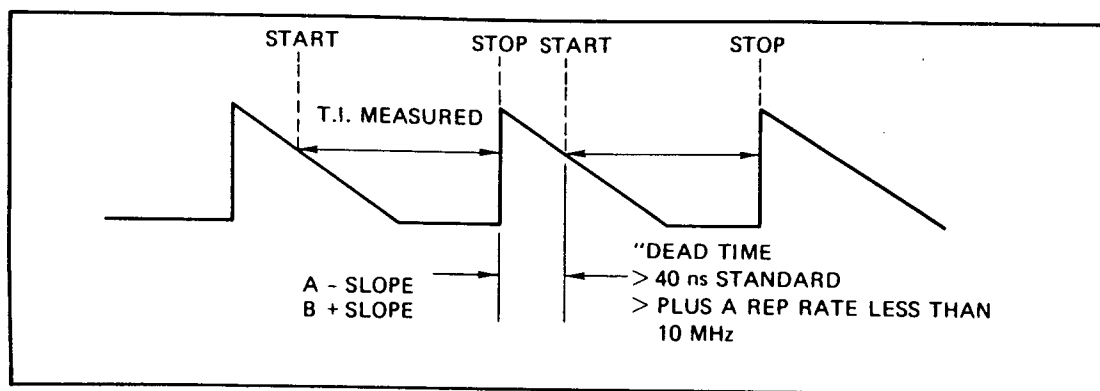 START STOP START STOP
T.I. MEASURED
A - SLOPE
B + SLOPE
"DEAD TIME
> 40 ns STANDARD
> PLUS A REP RATE LESS THAN
10 MHz